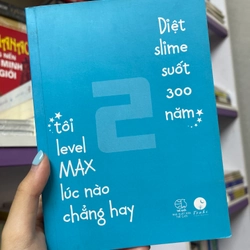 Diệt
slime
suốt
300
năm
2
tôi
level
MAX
lúc nào
chẳng hay